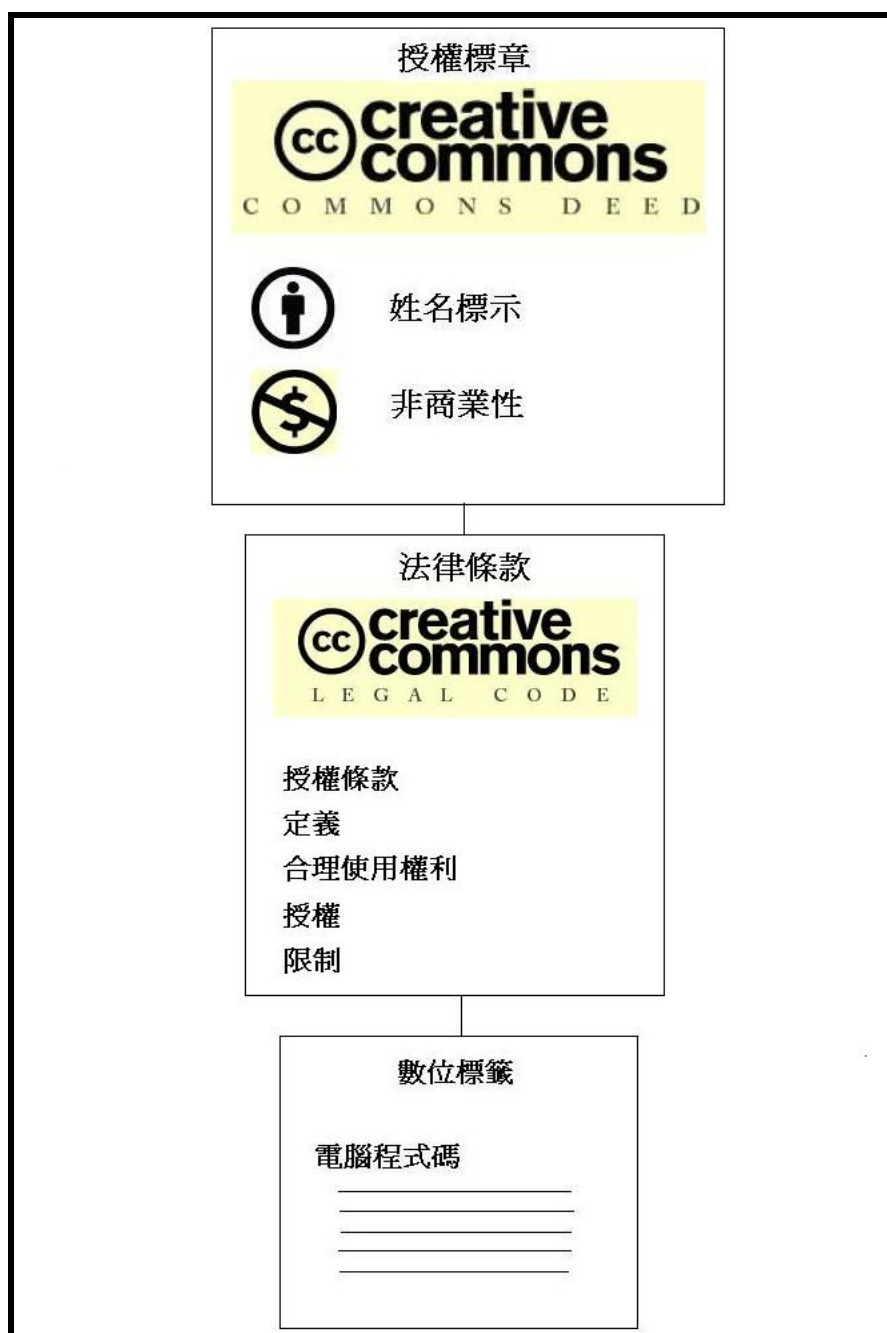 授權標章
cc creative
commons
COMMONS DEED
姓名標示
$ 非商業性
法律條款
cc creative
commons
LEGAL CODE
授權條款
定義
合理使用權利
授權
限制
數位標籤
電腦程式碼